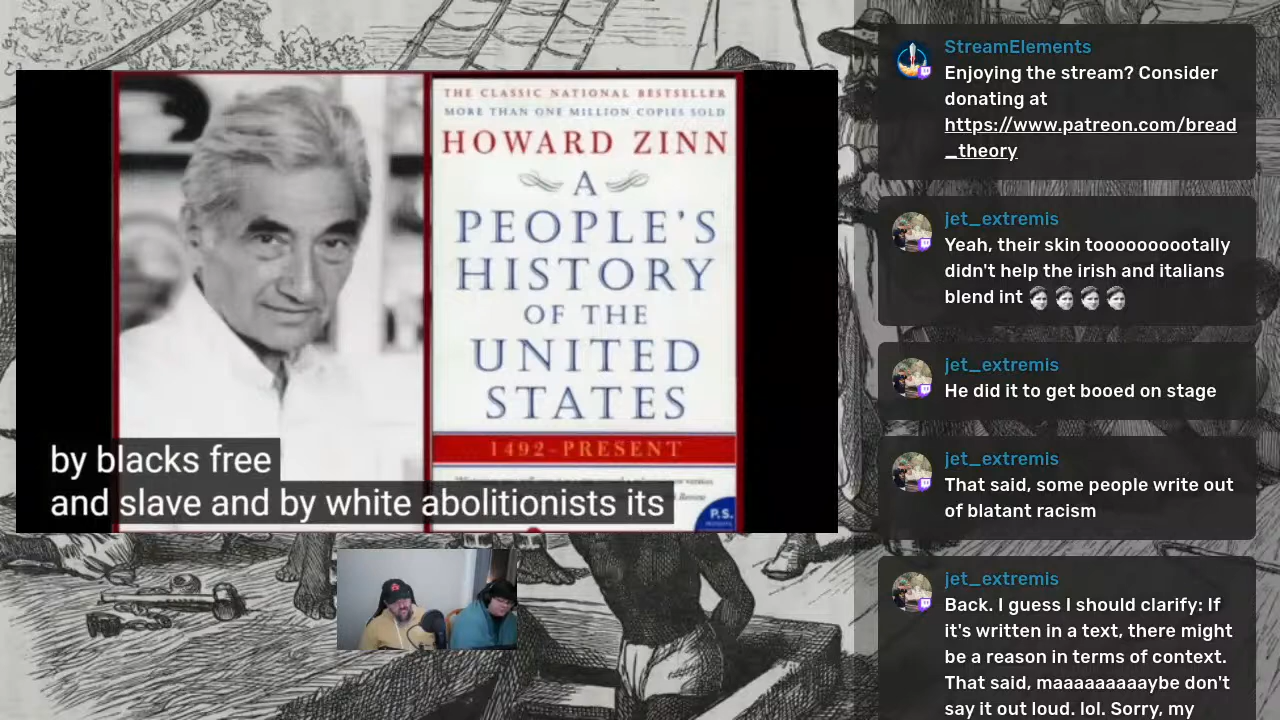 THE CLASSIC NATIONAL BESTSELLER
MORE THAN ONE MILLION COPIES SOLD
HOWARD ZINN
A
PEOPLE'S
HISTORY
OF THE
UNITED
STATES
1492–PRESENT
P.S.
by blacks free
and slave and by white abolitionists its
StreamElements
Enjoying the stream? Consider
donating at
https://www.patreon.com/bread
_theory
jet_extremis
Yeah, their skin toooooooootally
didn't help the irish and italians
blend int
jet_extremis
He did it to get booed on stage
jet_extremis
That said, some people write out
of blatant racism
jet_extremis
Back. I guess I should clarify: If
it's written in a text, there might
be a reason in terms of context.
That said, maaaaaaaaybe don't
say it out loud. lol. Sorry, my